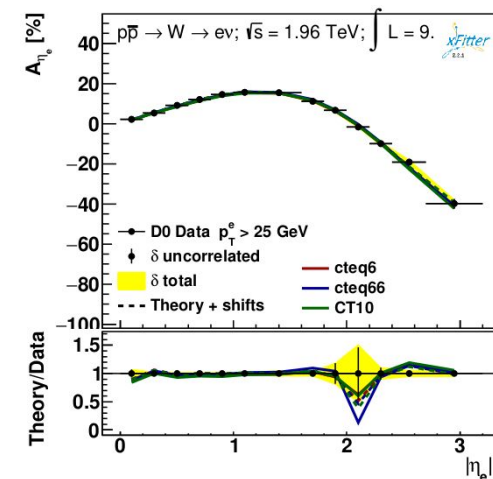 pp̅ → W → eν; √s = 1.96 TeV; ∫ L = 9.
xFitter
A_ηe [%]
40
20
0
−20
−40
−60
−80
−100
D0 Data p_T^e > 25 GeV
δ uncorrelated
δ total
Theory + shifts
cteq6
cteq66
CT10
Theory/Data
1.5
1
0.5
0
0 1 2 3
|η_e|